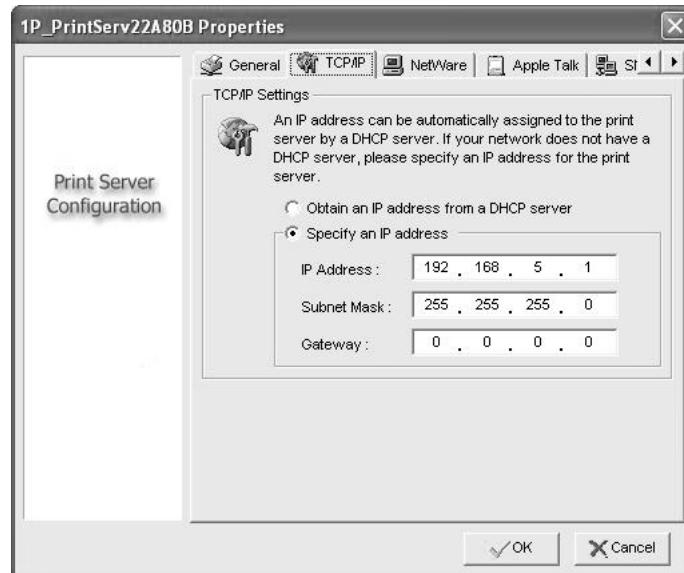 1P_PrintServ22A80B Properties
General TCP/IP NetWare Apple Talk
TCP/IP Settings
An IP address can be automatically assigned to the print
server by a DHCP server. If your network does not have a
DHCP server, please specify an IP address for the print
server.
Print Server
Configuration
Obtain an IP address from a DHCP server
Specify an IP address
IP Address : 192 . 168 . 5 . 1
Subnet Mask : 255 . 255 . 255 . 0
Gateway : 0 . 0 . 0 . 0
OK Cancel